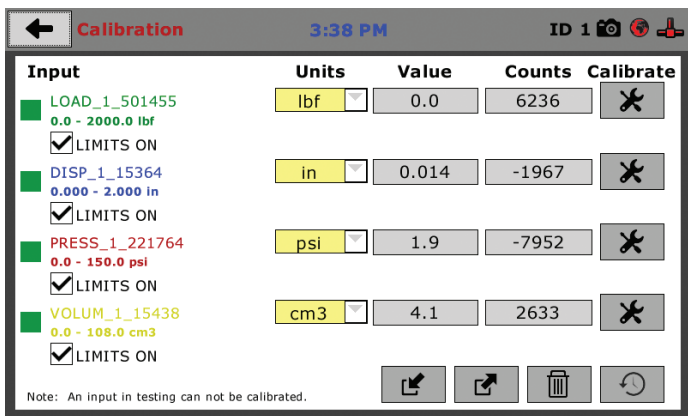 Calibration 3:38 PM ID 1
Input Units Value Counts Calibrate
LOAD_1_501455 lbf 0.0 6236
0.0 - 2000.0 lbf
LIMITS ON
DISP_1_15364 in 0.014 -1967
0.000 - 2.000 in
LIMITS ON
PRESS_1_221764 psi 1.9 -7952
0.0 - 150.0 psi
LIMITS ON
VOLUM_1_15438 cm3 4.1 2633
0.0 - 108.0 cm3
LIMITS ON
Note: An input in testing can not be calibrated.